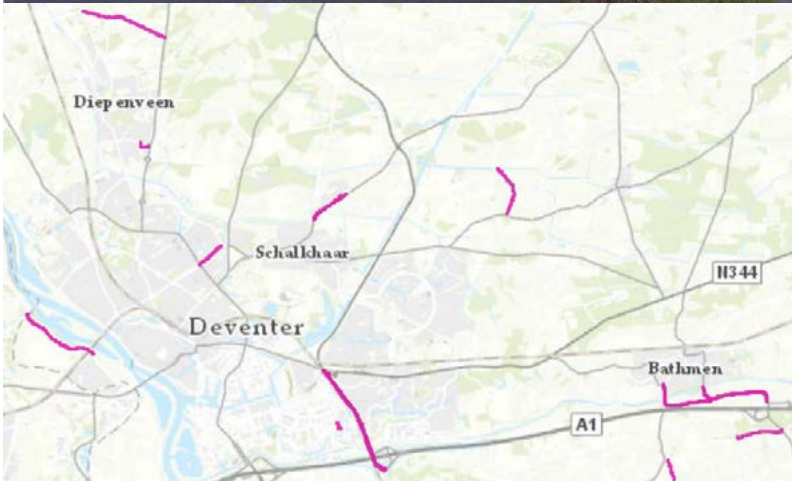 Diepenveen
Schalkhaar
N344
Deventer
Bathmen
A1